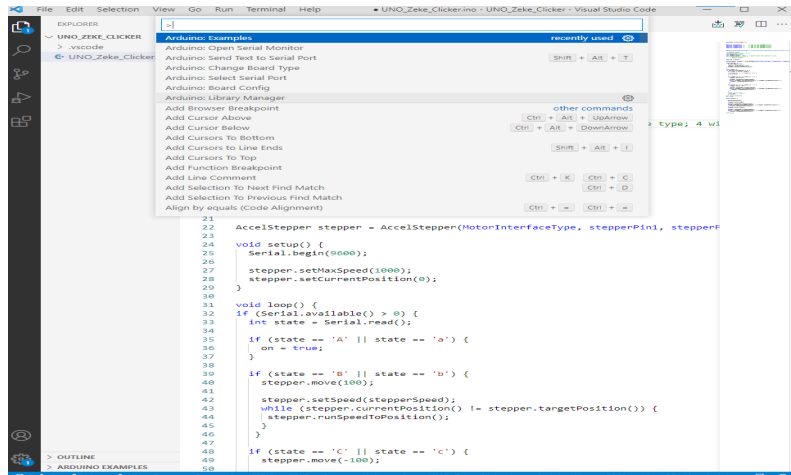 File Edit Selection View Go Run Terminal Help
● UNO_Zeke_Clicker.ino - UNO_Zeke_Clicker - Visual Studio Code
EXPLORER
UNO_ZEKE_CLICKER
> .vscode
UNO_Zeke_Clicker
>
Arduino: Examples recently used
Arduino: Open Serial Monitor
Arduino: Send Text to Serial Port Shift + Alt + T
Arduino: Change Board Type
Arduino: Select Serial Port
Arduino: Board Config
Arduino: Library Manager
Add Browser Breakpoint other commands
Add Cursor Above Ctrl + Alt + UpArrow
Add Cursor Below Ctrl + Alt + DownArrow
Add Cursors To Bottom
Add Cursors to Line Ends Shift + Alt + I
Add Cursors To Top
Add Function Breakpoint
Add Line Comment Ctrl + K Ctrl + C
Add Selection To Next Find Match Ctrl + D
Add Selection To Previous Find Match
Align by equals (Code Alignment) Ctrl + = Ctrl + =
type; 4 wi
21
22 AccelStepper stepper = AccelStepper(MotorInterfaceType, stepperPin1, stepperP
23
24 void setup() {
25 Serial.begin(9600);
26
27 stepper.setMaxSpeed(1000);
28 stepper.setCurrentPosition(0);
29 }
30
31 void loop() {
32 if (Serial.available() > 0) {
33 int state = Serial.read();
34
35 if (state == 'A' || state == 'a') {
36 on = true;
37 }
38
39 if (state == 'B' || state == 'b') {
40 stepper.move(100);
41
42 stepper.setSpeed(stepperSpeed);
43 while (stepper.currentPosition() != stepper.targetPosition()) {
44 stepper.runSpeedToPosition();
45 }
46 }
47
48 if (state == 'C' || state == 'c') {
49 stepper.move(-100);
50
> OUTLINE
> ARDUINO EXAMPLES